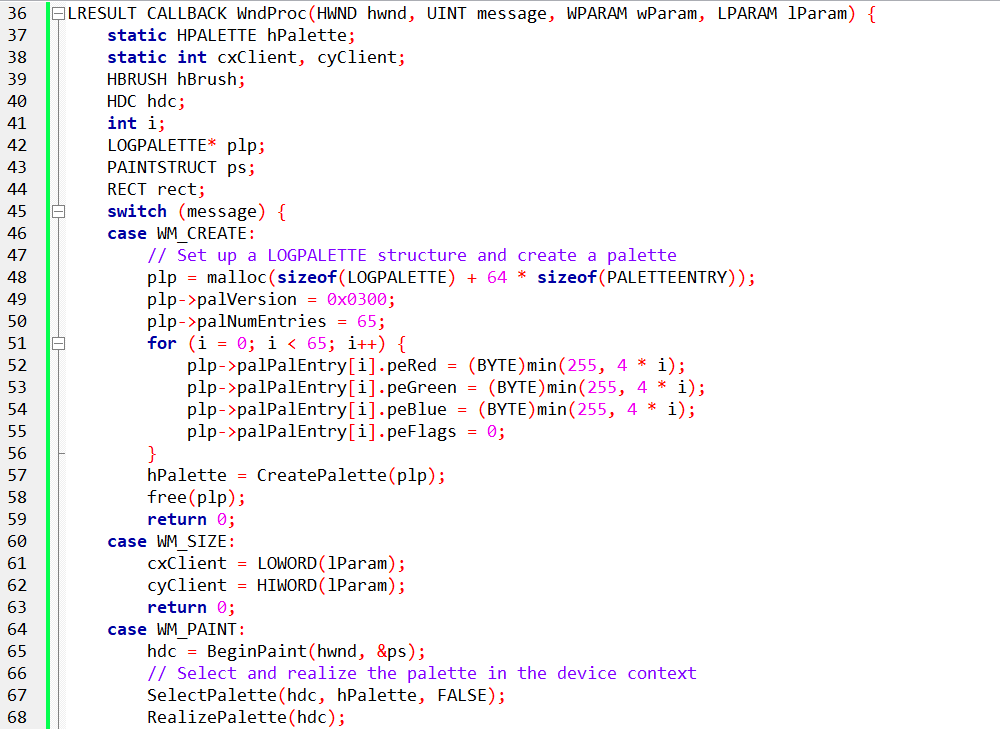 36 LRESULT CALLBACK WndProc(HWND hwnd, UINT message, WPARAM wParam, LPARAM lParam) {
37     static HPALETTE hPalette;
38     static int cxClient, cyClient;
39     HBRUSH hBrush;
40     HDC hdc;
41     int i;
42     LOGPALETTE* plp;
43     PAINTSTRUCT ps;
44     RECT rect;
45     switch (message) {
46     case WM_CREATE:
47         // Set up a LOGPALETTE structure and create a palette
48         plp = malloc(sizeof(LOGPALETTE) + 64 * sizeof(PALETTEENTRY));
49         plp->palVersion = 0x0300;
50         plp->palNumEntries = 65;
51         for (i = 0; i < 65; i++) {
52             plp->palPalEntry[i].peRed = (BYTE)min(255, 4 * i);
53             plp->palPalEntry[i].peGreen = (BYTE)min(255, 4 * i);
54             plp->palPalEntry[i].peBlue = (BYTE)min(255, 4 * i);
55             plp->palPalEntry[i].peFlags = 0;
56         }
57         hPalette = CreatePalette(plp);
58         free(plp);
59         return 0;
60     case WM_SIZE:
61         cxClient = LOWORD(lParam);
62         cyClient = HIWORD(lParam);
63         return 0;
64     case WM_PAINT:
65         hdc = BeginPaint(hwnd, &ps);
66         // Select and realize the palette in the device context
67         SelectPalette(hdc, hPalette, FALSE);
68         RealizePalette(hdc);